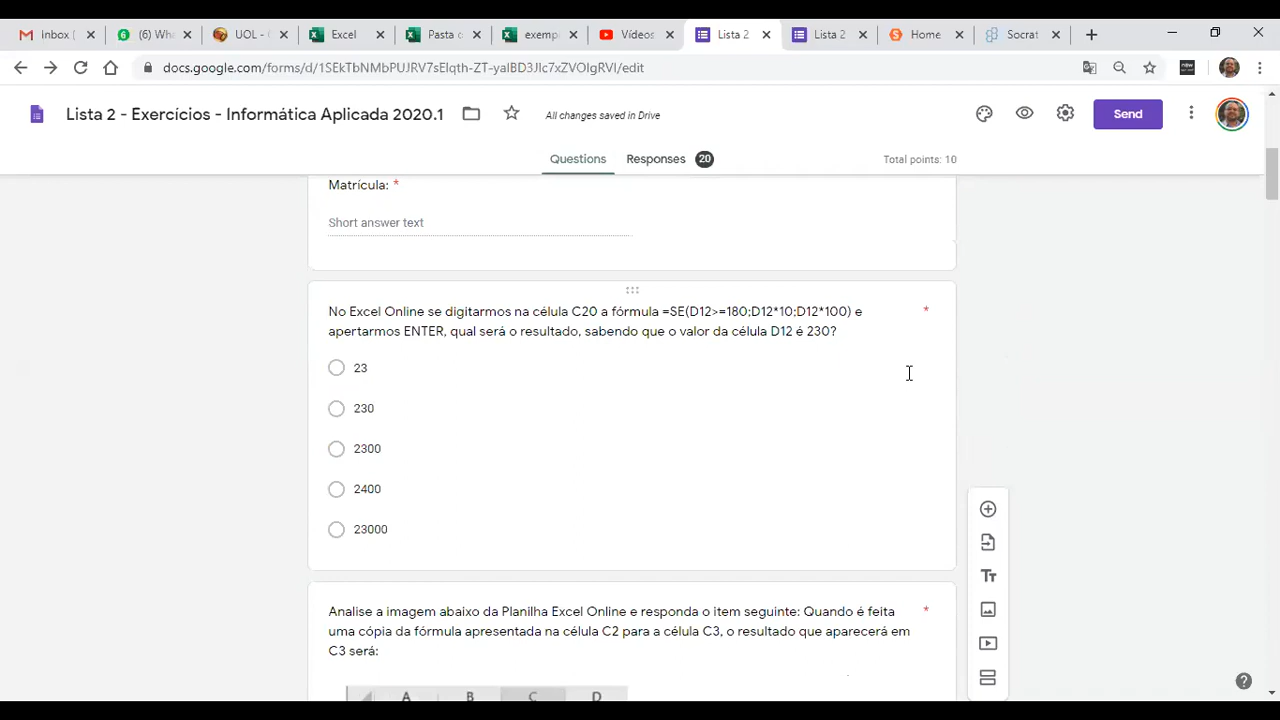 Inbox (
(6) Wha
UOL - 
Excel
Pasta o
exemp
Vídeos
Lista 2
Lista 2
Home
Socrat
docs.google.com/forms/d/1SEkTbNMbPUJRV7sElqth-ZT-yaIBD3JIc7xZVOIgRVI/edit
Lista 2 - Exercícios - Informática Aplicada 2020.1
All changes saved in Drive
Send
Questions
Responses 20
Total points: 10
Matrícula: *
Short answer text
No Excel Online se digitarmos na célula C20 a fórmula =SE(D12>=180;D12*10;D12*100) e *
apertarmos ENTER, qual será o resultado, sabendo que o valor da célula D12 é 230?
23
230
2300
2400
23000
Analise a imagem abaixo da Planilha Excel Online e responda o item seguinte: Quando é feita *
uma cópia da fórmula apresentada na célula C2 para a célula C3, o resultado que aparecerá em
C3 será:
A B C D